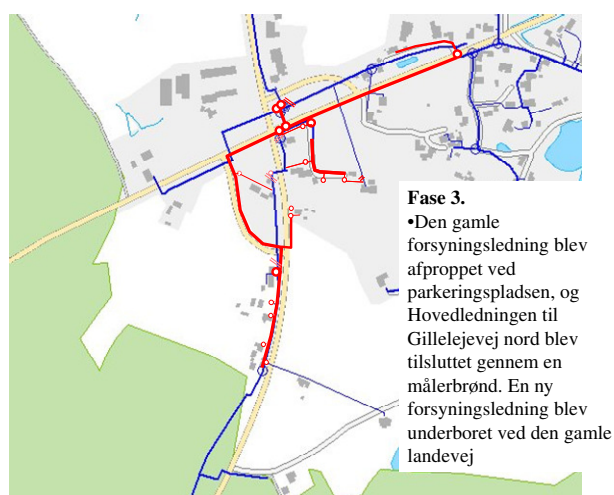 Fase 3.
•Den gamle
forsyningsledning blev
afproppet ved
parkeringspladsen, og
Hovedledningen til
Gillelejevej nord blev
tilsluttet gennem en
målerbrønd. En ny
forsyningsledning blev
underboret ved den gamle
landevej